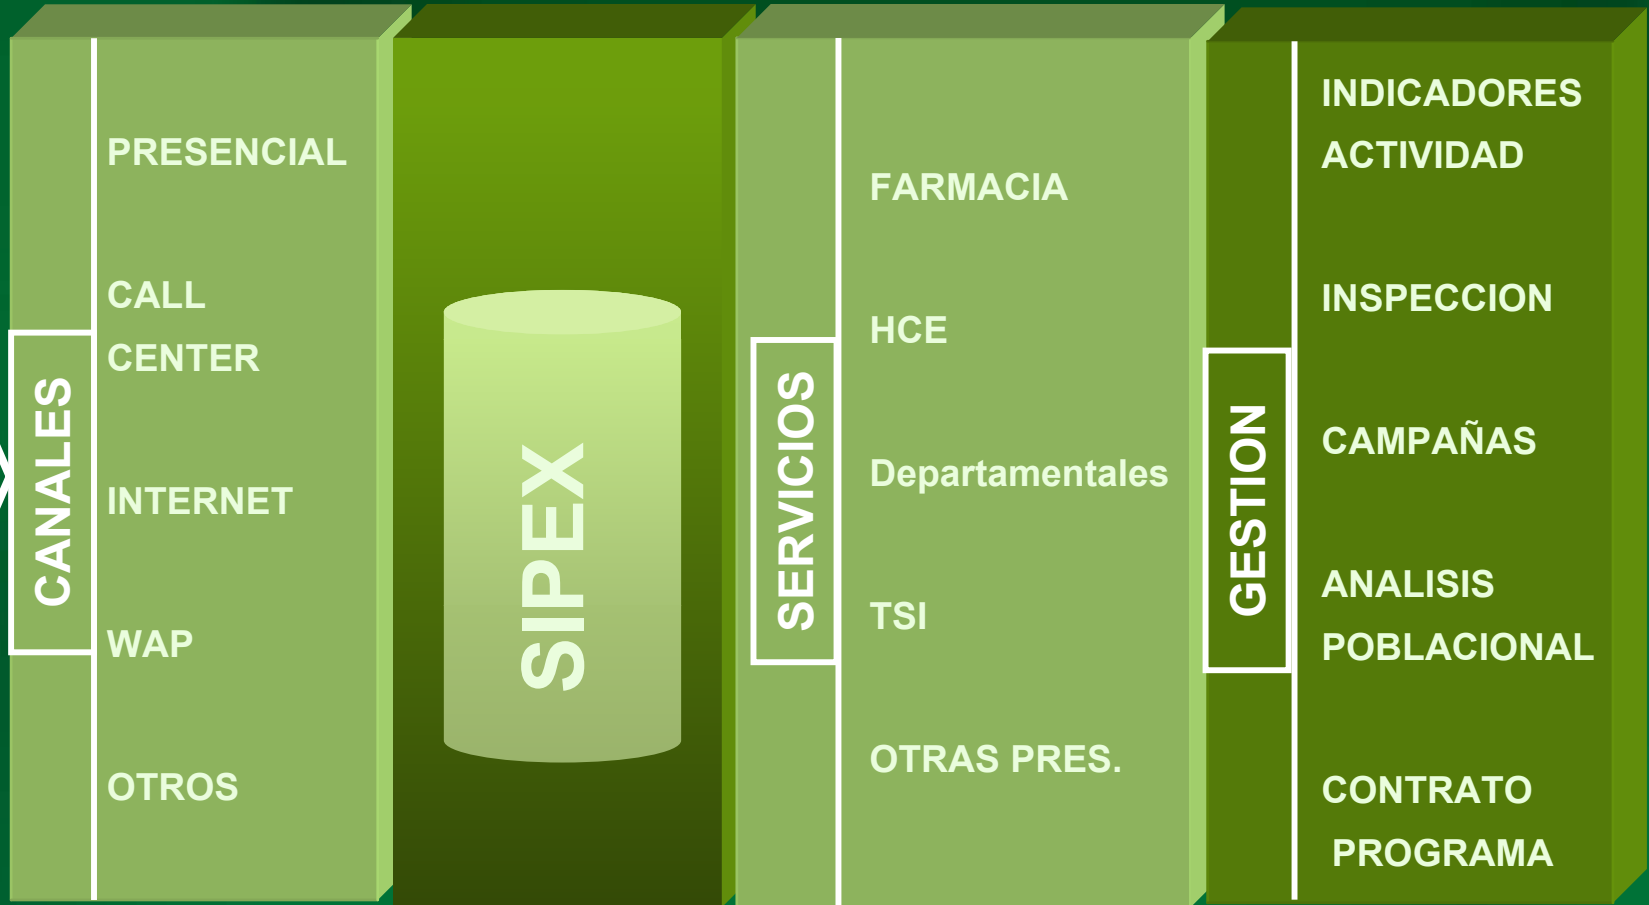 CANALES
PRESENCIAL
CALL
CENTER
INTERNET
WAP
OTROS
SIPEX
SERVICIOS
FARMACIA
HCE
Departamentales
TSI
OTRAS PRES.
GESTION
INDICADORES
ACTIVIDAD
INSPECCION
CAMPAÑAS
ANALISIS
POBLACIONAL
CONTRATO
PROGRAMA